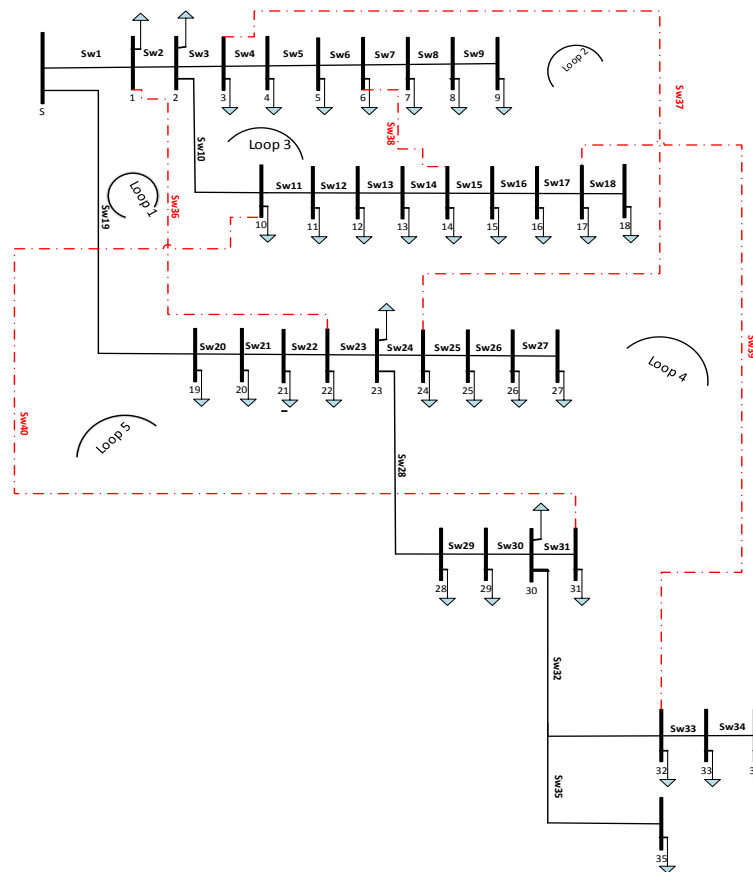 Sw1 Sw2 Sw3 Sw4 Sw5 Sw6 Sw7 Sw8 Sw9
Loop 2
S 1 2 3 4 5 6 7 8 9
Sw37
Sw38
Sw10
Loop 3
Sw11 Sw12 Sw13 Sw14 Sw15 Sw16 Sw17 Sw18
Loop 1
Sw36
Sw19
10 11 12 13 14 15 16 17 18
Sw20 Sw21 Sw22 Sw23 Sw24 Sw25 Sw26 Sw27
Sw39
Loop 4
19 20 21 22 23 24 25 26 27
Sw40
Loop 5
Sw28
Sw29 Sw30 Sw31
28 29 30 31
Sw32
Sw33 Sw34
32 33
Sw35
35